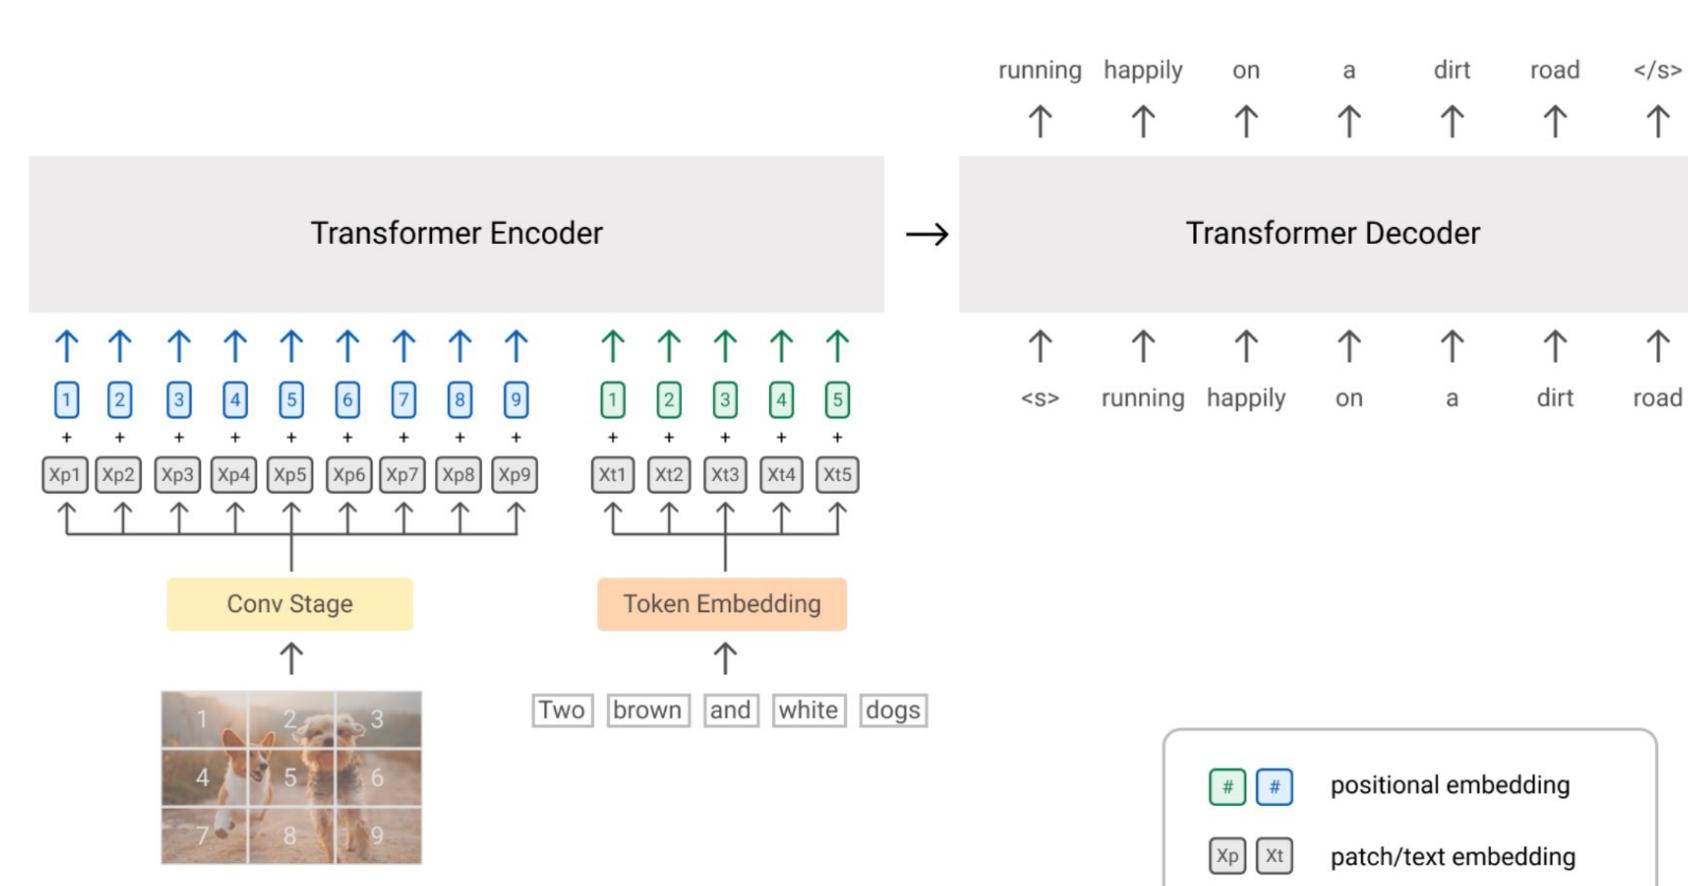 running happily on a dirt road </s>
Transformer Encoder
Transformer Decoder
1 2 3 4 5 6 7 8 9
1 2 3 4 5
<s> running happily on a dirt road
+ + + + + + + + +
+ + + + +
Xp1 Xp2 Xp3 Xp4 Xp5 Xp6 Xp7 Xp8 Xp9
Xt1 Xt2 Xt3 Xt4 Xt5
Conv Stage
Token Embedding
1 2 3
4 5 6
7 8 9
Two brown and white dogs
# # positional embedding
Xp Xt patch/text embedding